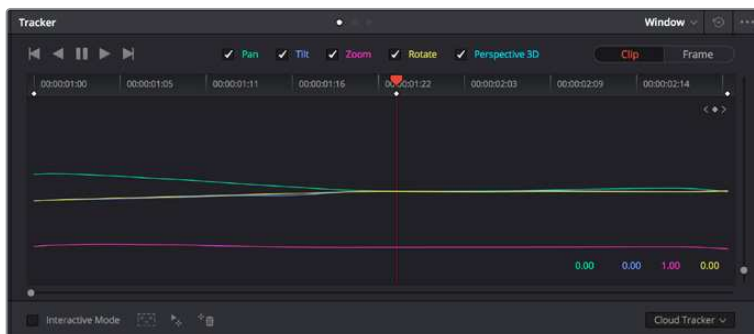 Tracker
Window
Pan Tilt Zoom Rotate Perspective 3D Clip Frame
00:00:01:00 00:00:01:05 00:00:01:11 00:00:01:16 00:00:01:22 00:00:02:03 00:00:02:09 00:00:02:14
0.00 0.00 1.00 0.00
Interactive Mode Cloud Tracker